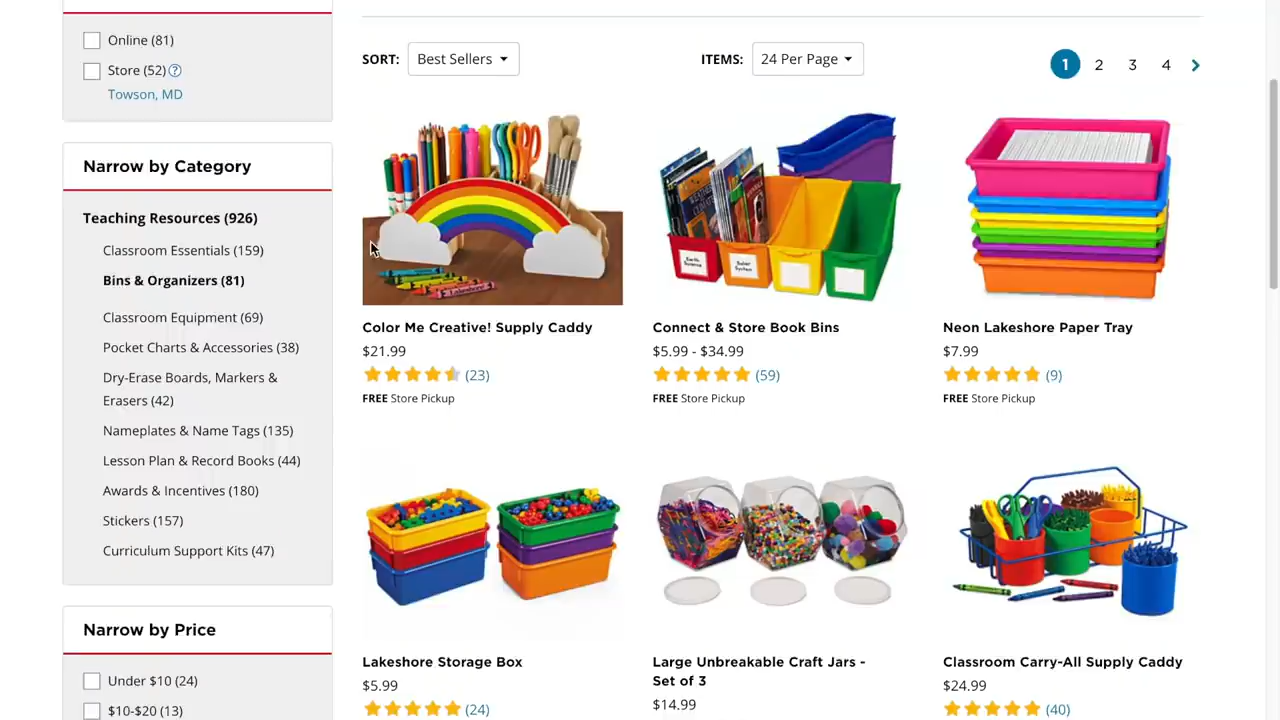 Online (81)
Store (52) ?
Towson, MD
Narrow by Category
Teaching Resources (926)
Classroom Essentials (159)
Bins & Organizers (81)
Classroom Equipment (69)
Pocket Charts & Accessories (38)
Dry-Erase Boards, Markers &
Erasers (42)
Nameplates & Name Tags (135)
Lesson Plan & Record Books (44)
Awards & Incentives (180)
Stickers (157)
Curriculum Support Kits (47)
Narrow by Price
Under $10 (24)
$10-$20 (13)
SORT: Best Sellers
ITEMS: 24 Per Page
1 2 3 4
Earth Science
Solar System
Color Me Creative! Supply Caddy
$21.99
(23)
FREE Store Pickup
Connect & Store Book Bins
$5.99 - $34.99
(59)
FREE Store Pickup
Neon Lakeshore Paper Tray
$7.99
(9)
FREE Store Pickup
Lakeshore Storage Box
$5.99
(24)
Large Unbreakable Craft Jars -
Set of 3
$14.99
Classroom Carry-All Supply Caddy
$24.99
(40)